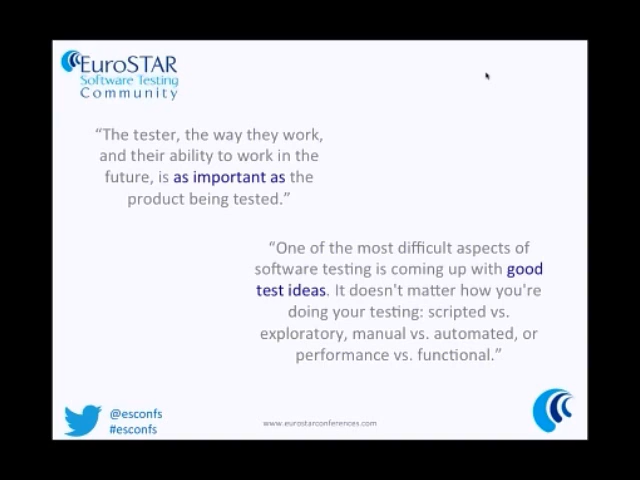 EuroSTAR
Software Testing
Community
“The tester, the way they work,
and their ability to work in the
future, is as important as the
product being tested.”
“One of the most difficult aspects of
software testing is coming up with good
test ideas. It doesn't matter how you're
doing your testing: scripted vs.
exploratory, manual vs. automated, or
performance vs. functional.”
@esconfs
#esconfs
www.eurostarconferences.com